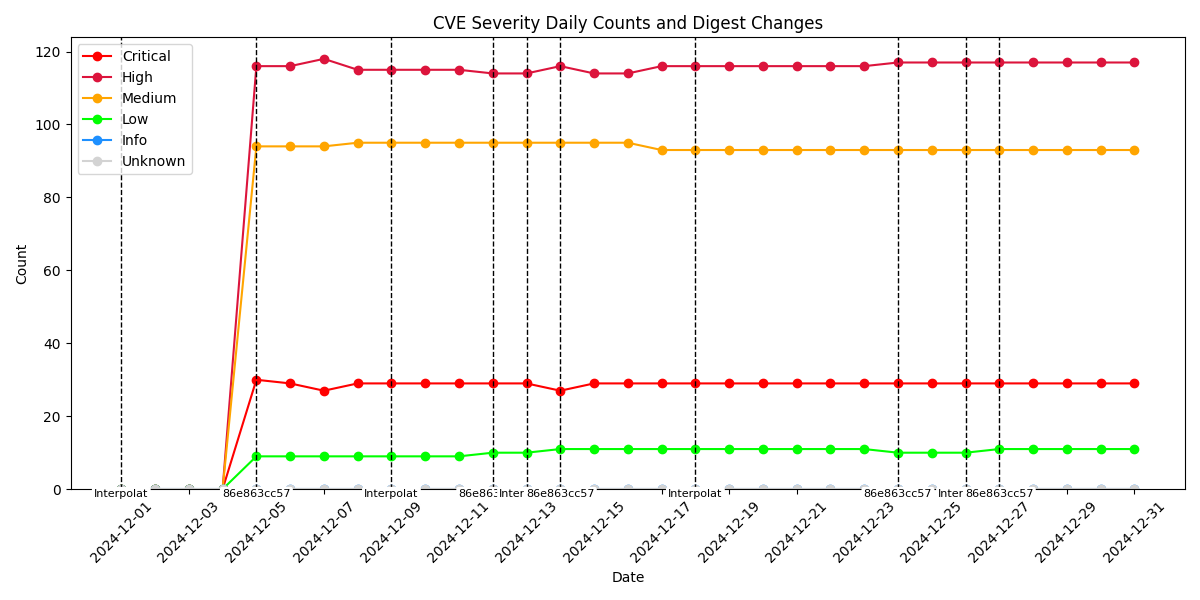 CVE Severity Daily Counts and Digest Changes
Critical
High
Medium
Low
Info
Unknown
Count
120
100
80
60
40
20
0
Interpolat
86e863cc57
Interpolat
Inter
86e863cc57
Interpolat
86e863cc57
Inter
86e863cc57
2024-12-01
2024-12-03
2024-12-05
2024-12-07
2024-12-09
2024-12-11
2024-12-13
2024-12-15
2024-12-17
2024-12-19
2024-12-21
2024-12-23
2024-12-25
2024-12-27
2024-12-29
2024-12-31
Date